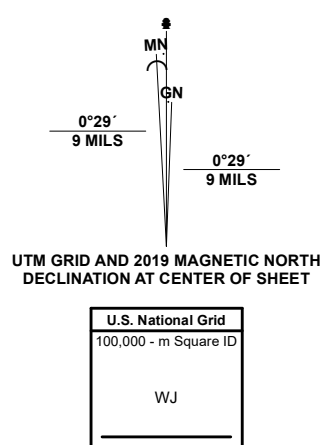 MN
GN
0°29´
9 MILS
0°29´
9 MILS
UTM GRID AND 2019 MAGNETIC NORTH
DECLINATION AT CENTER OF SHEET
U.S. National Grid
100,000 - m Square ID
WJ